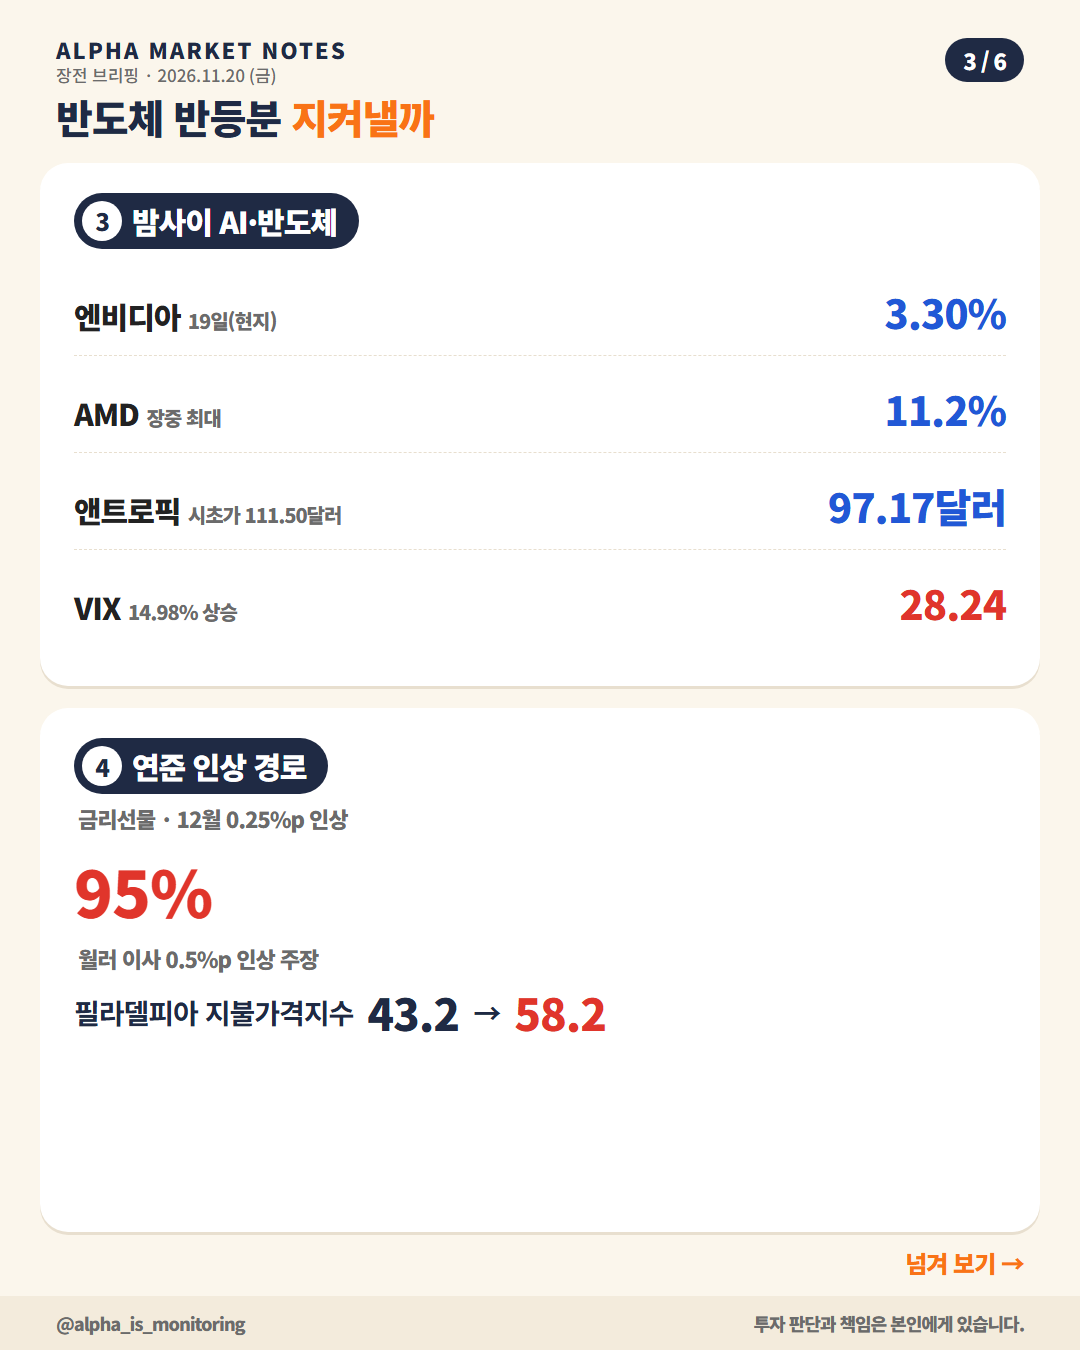 ALPHA MARKET NOTES
장전 브리핑 · 2026.11.20 (금)
3 / 6
반도체 반등분 지켜낼까
3 밤사이 AI·반도체
엔비디아 19일(현지) 3.30%
AMD 장중 최대 11.2%
앤트로픽 시초가 111.50달러 97.17달러
VIX 14.98% 상승 28.24
4 연준 인상 경로
금리선물 · 12월 0.25%p 인상
95%
월러 이사 0.5%p 인상 주장
필라델피아 지불가격지수 43.2 → 58.2
넘겨 보기 →
@alpha_is_monitoring
투자 판단과 책임은 본인에게 있습니다.